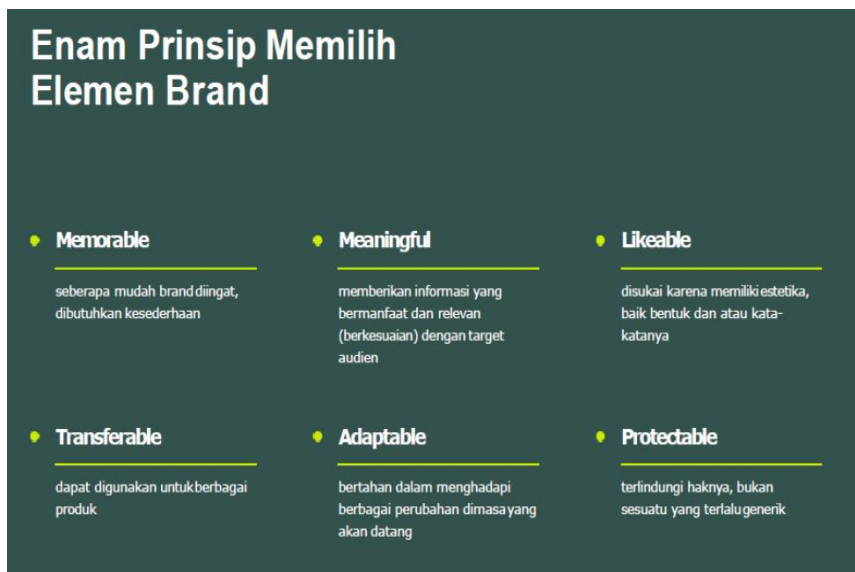 Enam Prinsip Memilih
Elemen Brand
Memorable
seberapa mudah brand diingat,
dibutuhkan kesederhaan
Meaningful
memberikan informasi yang
bermanfaat dan relevan
(berkesuaian) dengan target
audien
Likeable
disukai karena memiliki estetika,
baik bentuk dan atau kata-
katanya
Transferable
dapat digunakan untuk berbagai
produk
Adaptable
bertahan dalam menghadapi
berbagai perubahan dimasa yang
akan datang
Protectable
terlindungi haknya, bukan
sesuatu yang terlalu generik